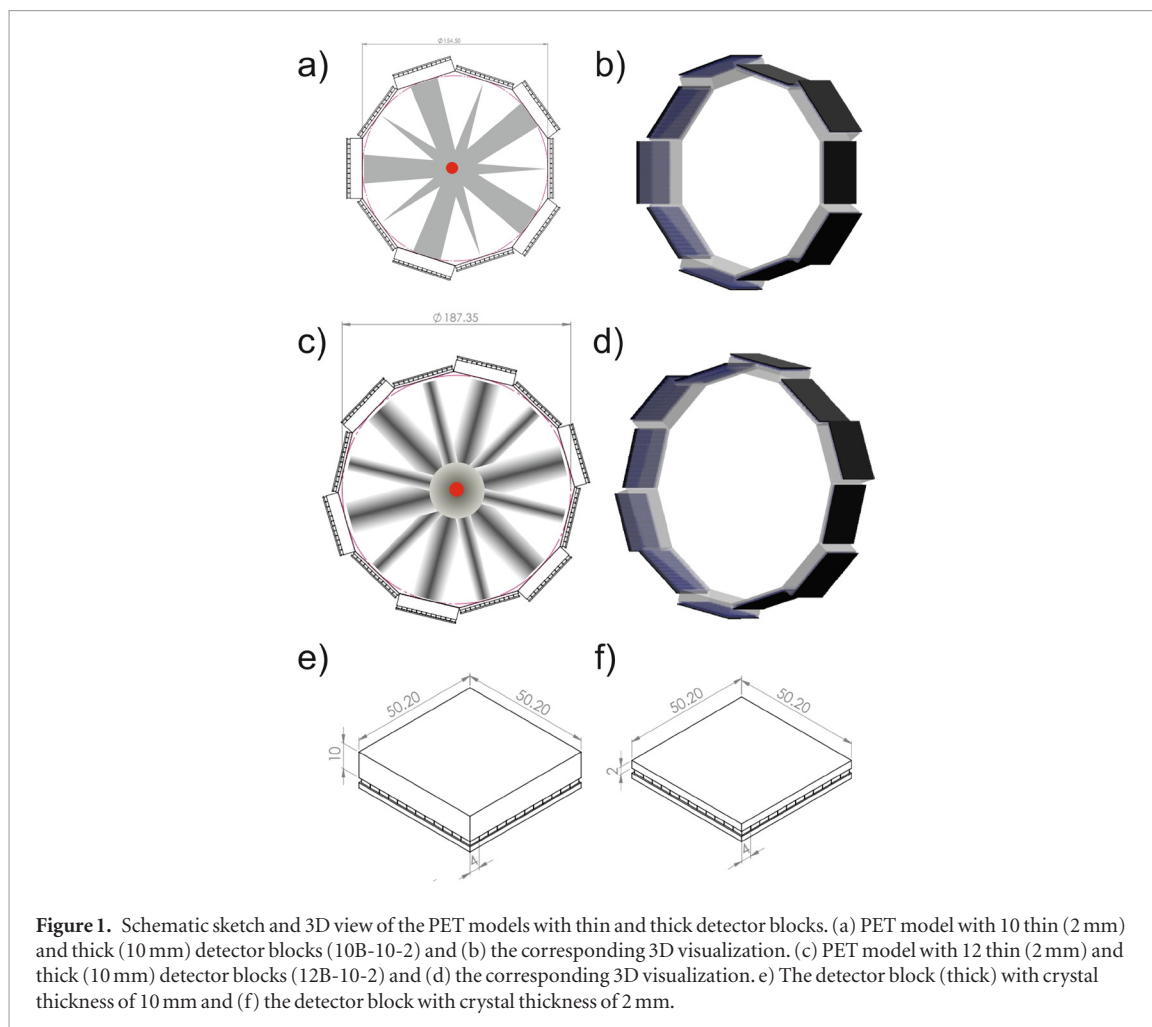 a)
Ø154.50
b)
c)
Ø187.35
d)
e)
50.20
50.20
10
4
f)
50.20
50.20
2
4
Figure 1. Schematic sketch and 3D view of the PET models with thin and thick detector blocks. (a) PET model with 10 thin (2 mm)
and thick (10 mm) detector blocks (10B-10-2) and (b) the corresponding 3D visualization. (c) PET model with 12 thin (2 mm) and
thick (10 mm) detector blocks (12B-10-2) and (d) the corresponding 3D visualization. e) The detector block (thick) with crystal
thickness of 10 mm and (f) the detector block with crystal thickness of 2 mm.